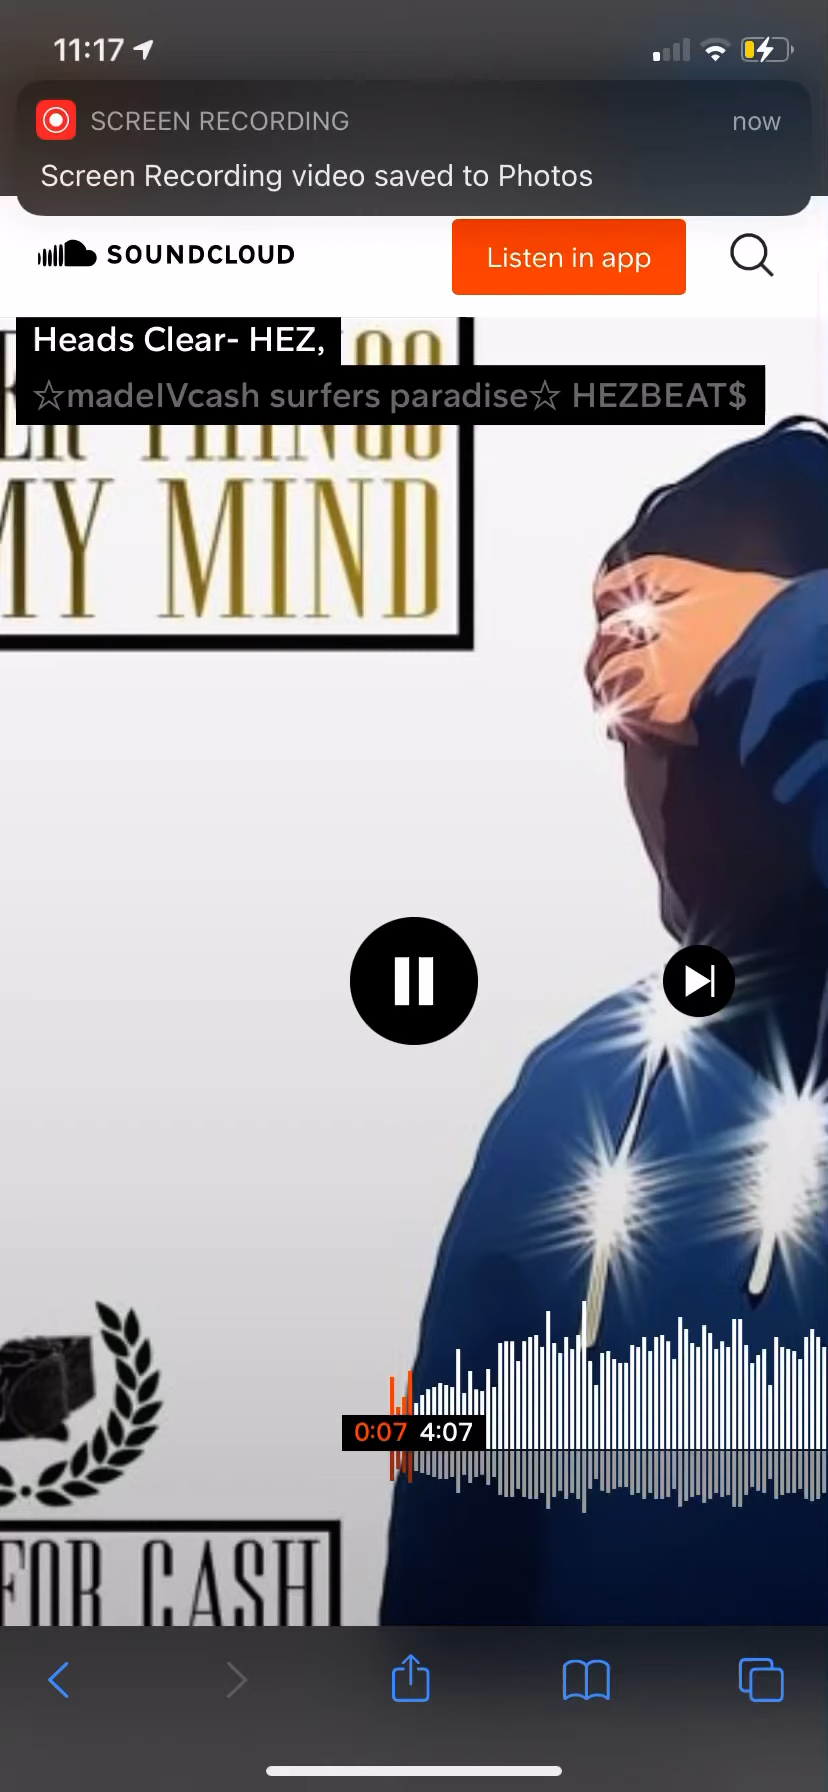 11:17
SCREEN RECORDING now
Screen Recording video saved to Photos
SOUNDCLOUD Listen in app
Heads Clear- HEZ,
☆madeIVcash surfers paradise☆ HEZBEAT$
MY MIND
0:07 4:07
FOR CASH